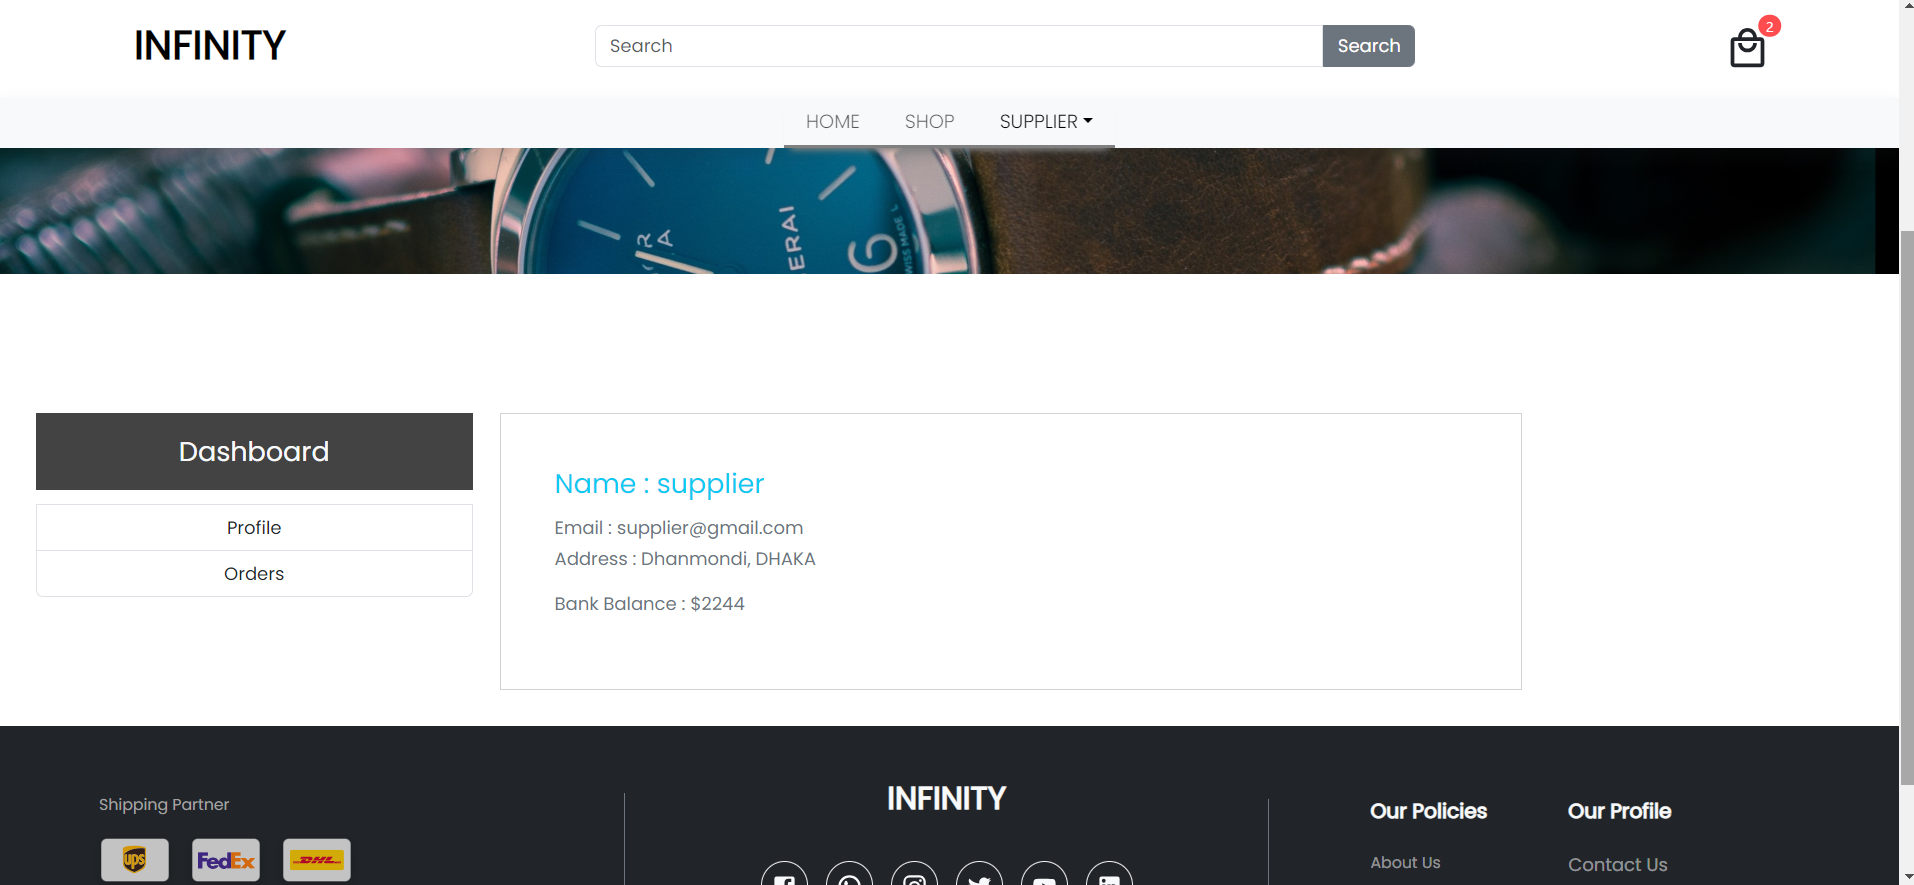 INFINITY
Search
Search
2
HOME
SHOP
SUPPLIER
6
SWISS MADE
Dashboard
Profile
Orders
Name : supplier
Email : supplier@gmail.com
Address : Dhanmondi, DHAKA
Bank Balance : $2244
Shipping Partner
ups
FedEx
DHL
INFINITY
Our Policies
About Us
Our Profile
Contact Us